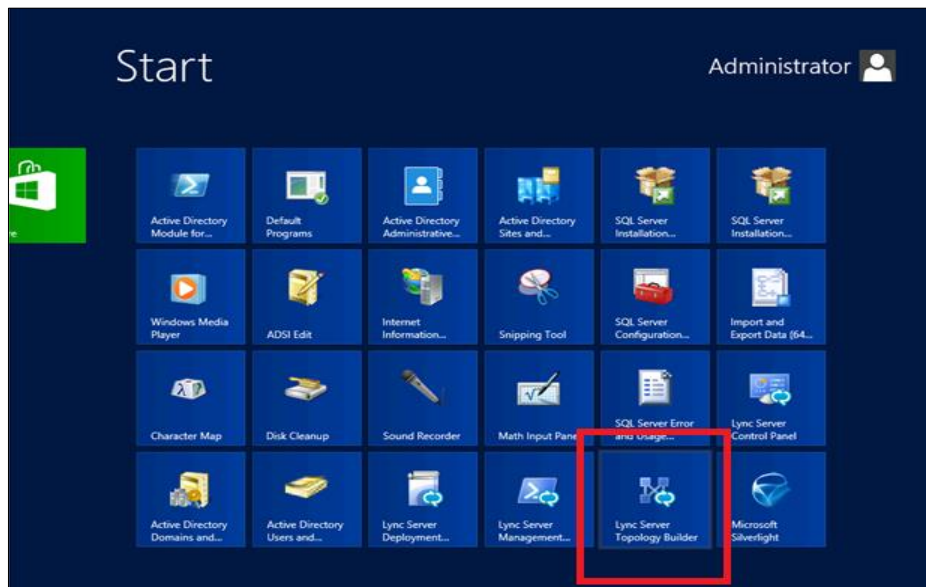 Start
Administrator
re
Active Directory
Module for...
Default
Programs
Active Directory
Administrative...
Active Directory
Sites and...
SQL Server
Installation...
SQL Server
Installation...
Windows Media
Player
ADSI Edit
Internet
Information...
Snipping Tool
SQL Server
Configuration...
Import and
Export Data (64...
Character Map
Disk Cleanup
Sound Recorder
Math Input Pane
SQL Server Error
and Usage...
Lync Server
Control Panel
Active Directory
Domains and...
Active Directory
Users and...
Lync Server
Deployment...
Lync Server
Management...
Lync Server
Topology Builder
Microsoft
Silverlight